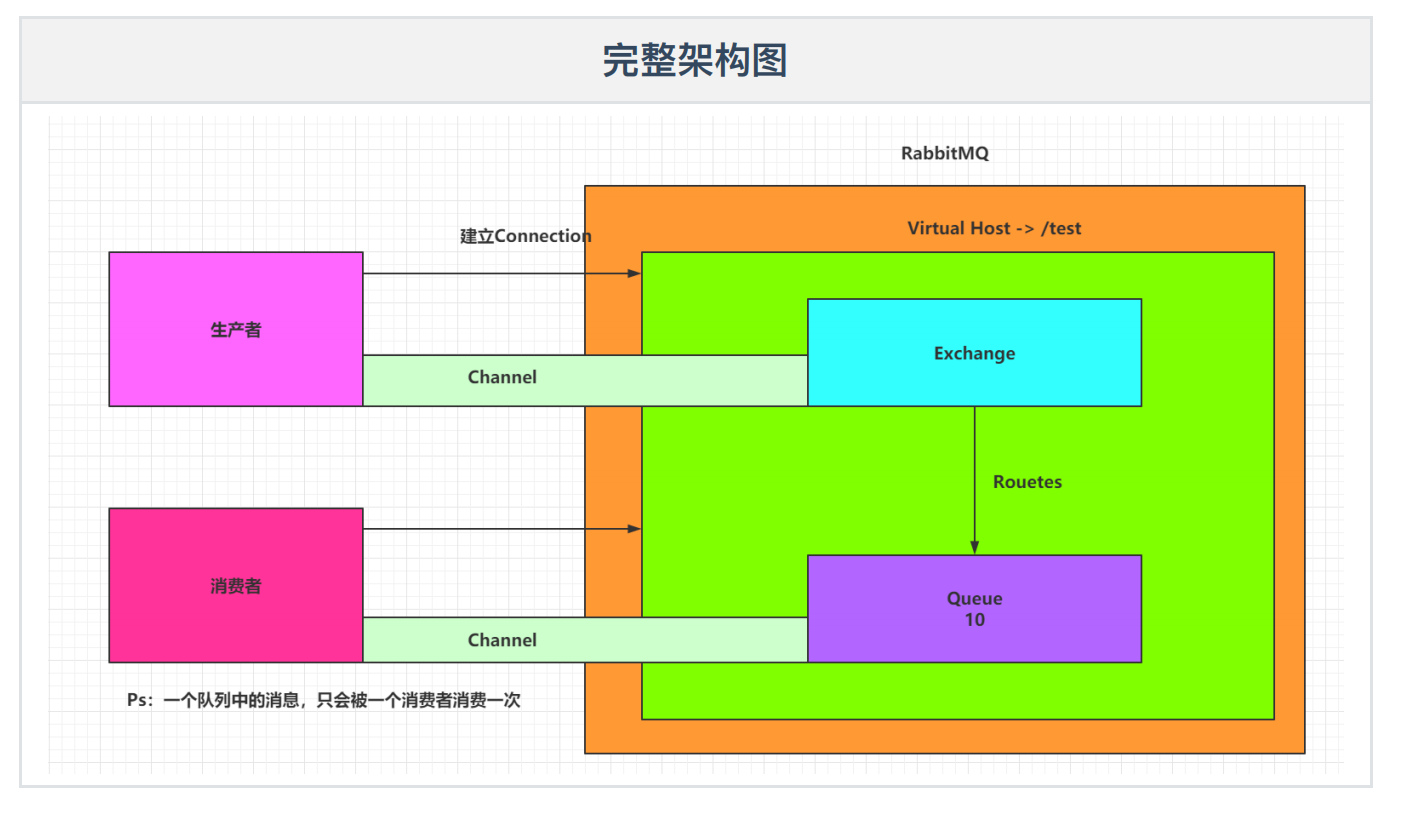 完整架构图
RabbitMQ
Virtual Host -> /test
建立Connection
生产者
Exchange
Channel
Rouetes
消费者
Queue
10
Channel
Ps：一个队列中的消息，只会被一个消费者消费一次